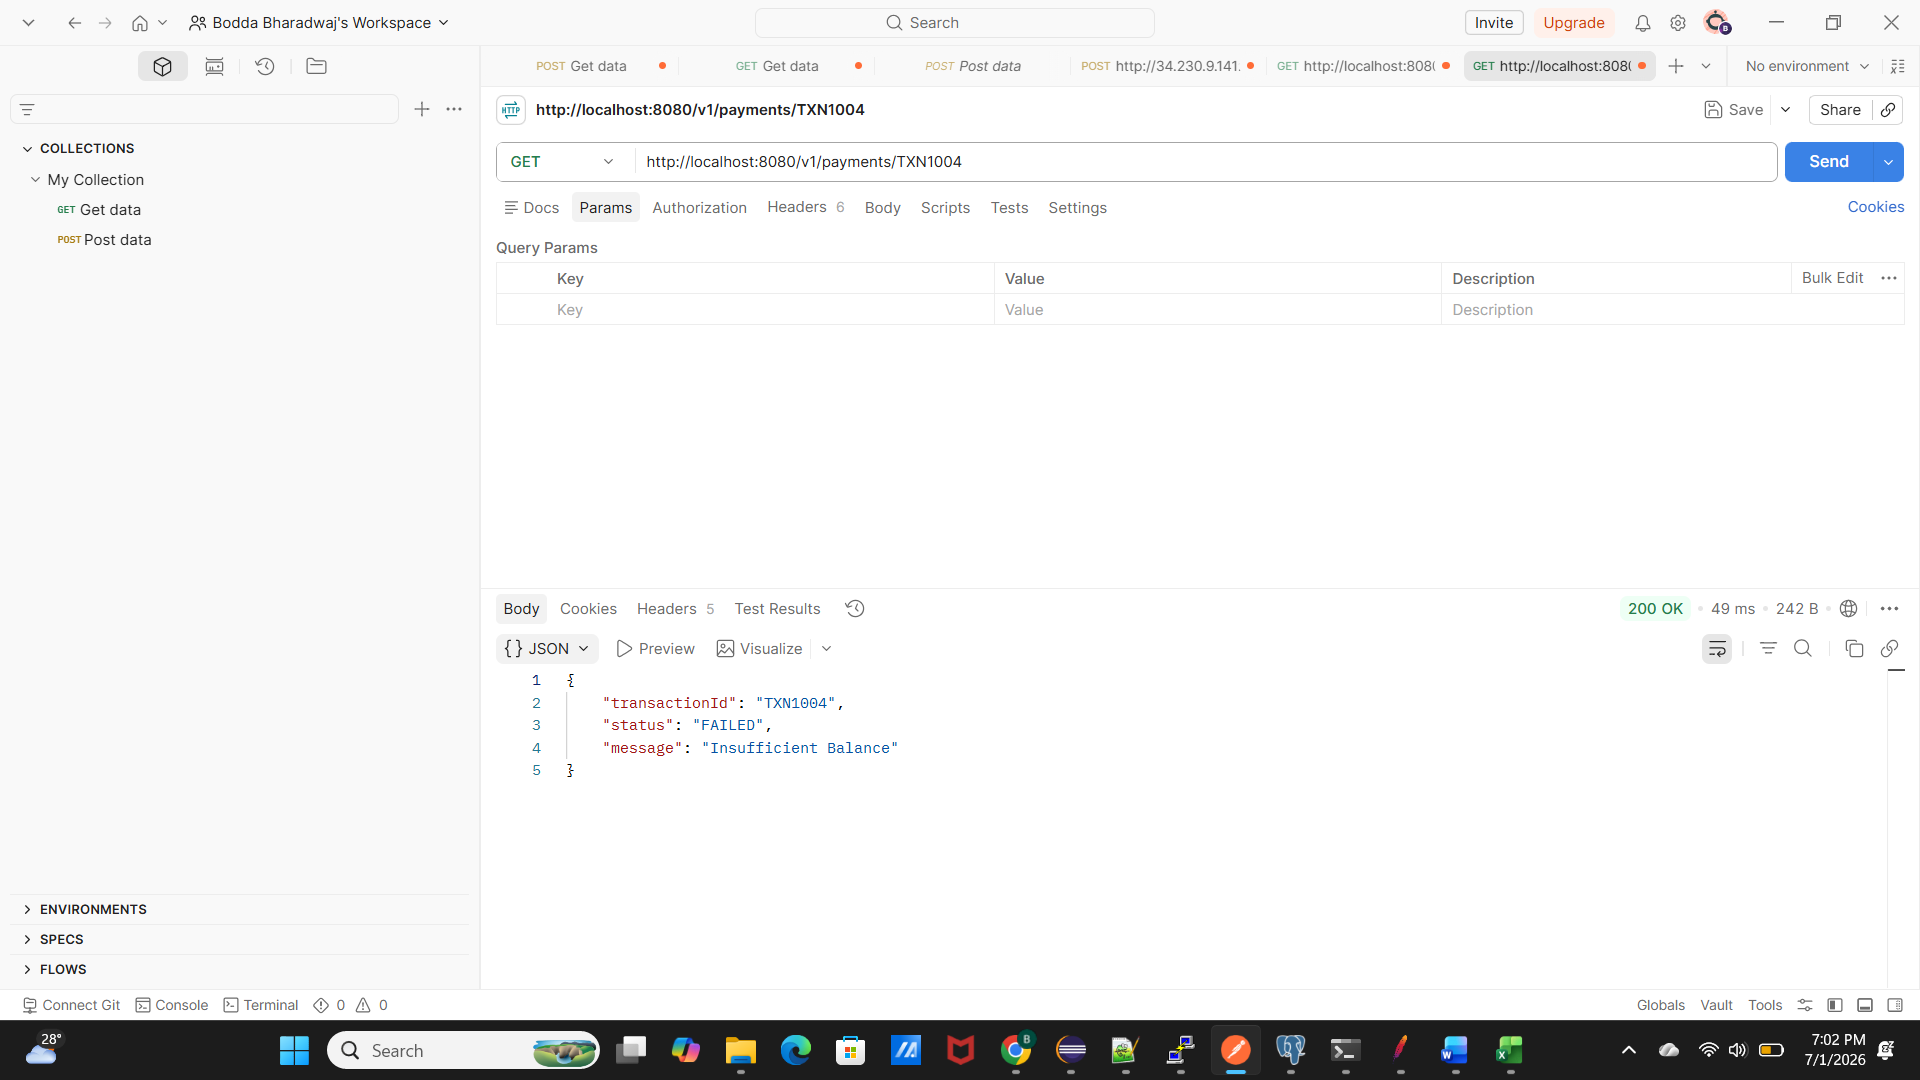 Bodda Bharadwaj's Workspace
Search
Invite
Upgrade
POST Get data
GET Get data
POST Post data
POST http://34.230.9.141.
GET http://localhost:8080
GET http://localhost:8080
No environment
HTTP http://localhost:8080/v1/payments/TXN1004
Save
Share
GET http://localhost:8080/v1/payments/TXN1004
Send
Docs Params Authorization Headers 6 Body Scripts Tests Settings
Cookies
COLLECTIONS
My Collection
GET Get data
POST Post data
Query Params
Key Value Description Bulk Edit
Key Value Description
Body Cookies Headers 5 Test Results
200 OK • 49 ms • 242 B
{} JSON Preview Visualize
1 {
2 "transactionId": "TXN1004",
3 "status": "FAILED",
4 "message": "Insufficient Balance"
5 }
ENVIRONMENTS
SPECS
FLOWS
Connect Git Console Terminal 0 0
Globals Vault Tools
28°
Search
7:02 PM
7/1/2026